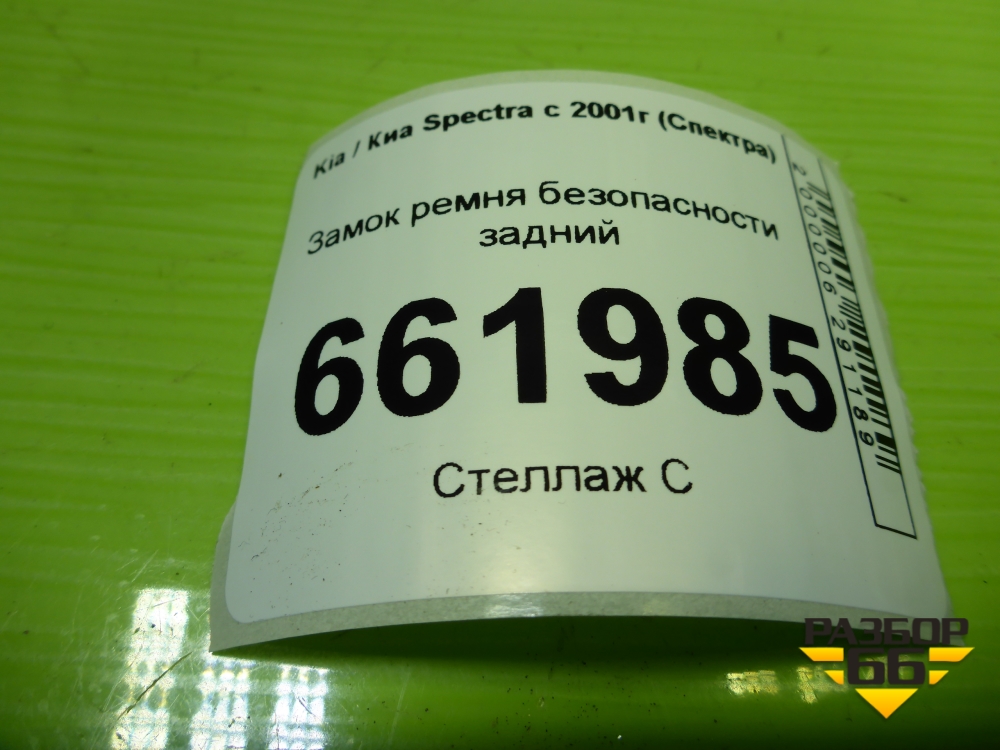 Kia / Киа Spectra с 2001г (Спектра)
Замок ремня безопасности
задний
661985
Стеллаж С
2000006291189
РАЗБОР
66